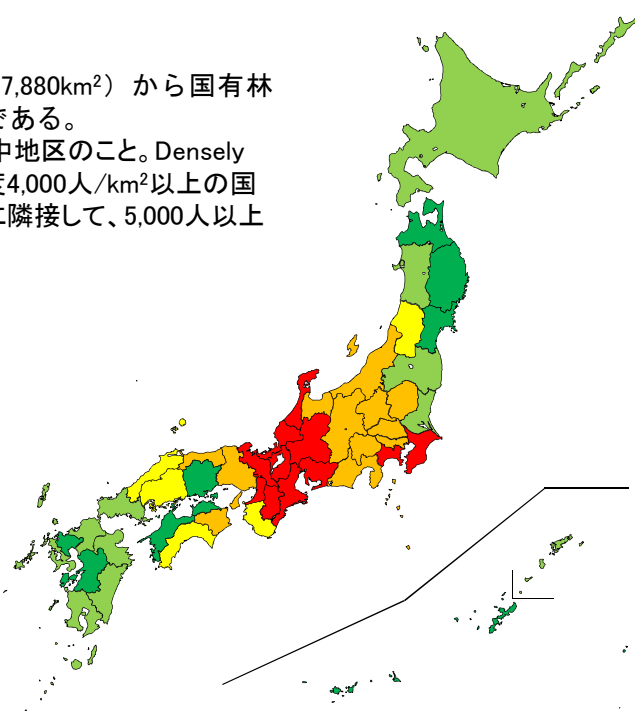 7,880km²）から国有林
である。
中地区のこと。Densely
度4,000人/km²以上の国
に隣接して、5,000人以上